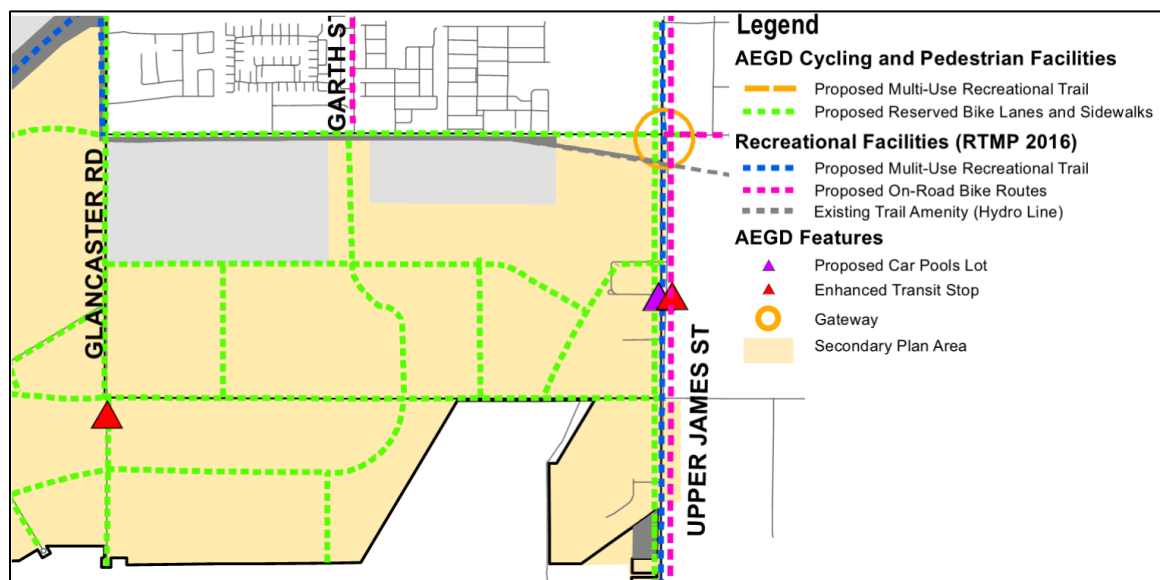 GARTH ST
GLANCASTER RD
UPPER JAMES ST
Legend
AEGD Cycling and Pedestrian Facilities
Proposed Multi-Use Recreational Trail
Proposed Reserved Bike Lanes and Sidewalks
Recreational Facilities (RTMP 2016)
Proposed Mulit-Use Recreational Trail
Proposed On-Road Bike Routes
Existing Trail Amenity (Hydro Line)
AEGD Features
Proposed Car Pools Lot
Enhanced Transit Stop
Gateway
Secondary Plan Area